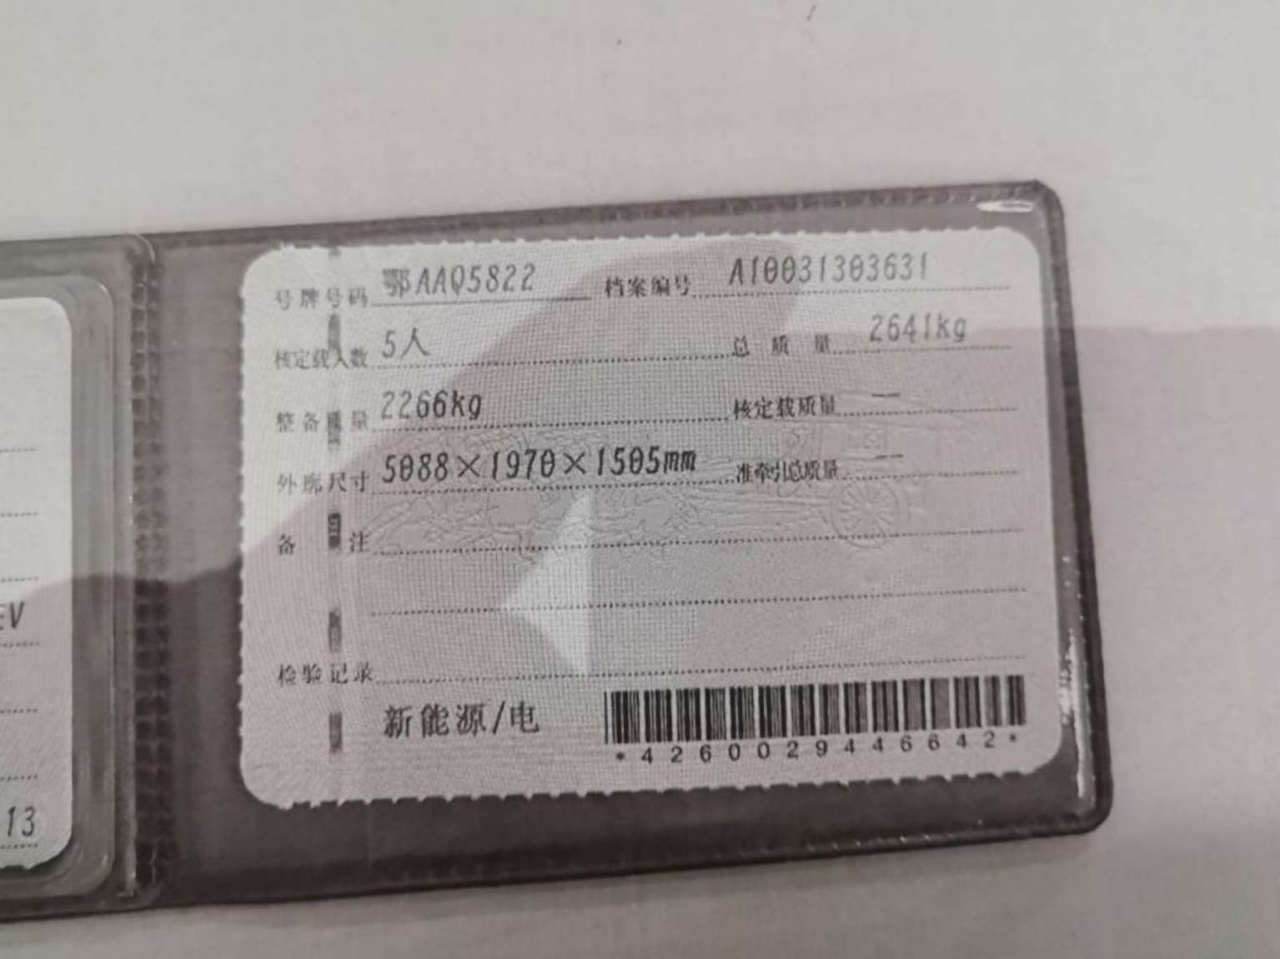 号牌号码 鄂AAQ5822 档案编号 A10031303631
核定载人数 5人 总质量 2641kg
整备质量 2266kg 核定载质量 —
外廓尺寸 5088×1970×1505mm 准牵引总质量 —
备注
检验记录
新能源/电
*4260029446642*
EV
13